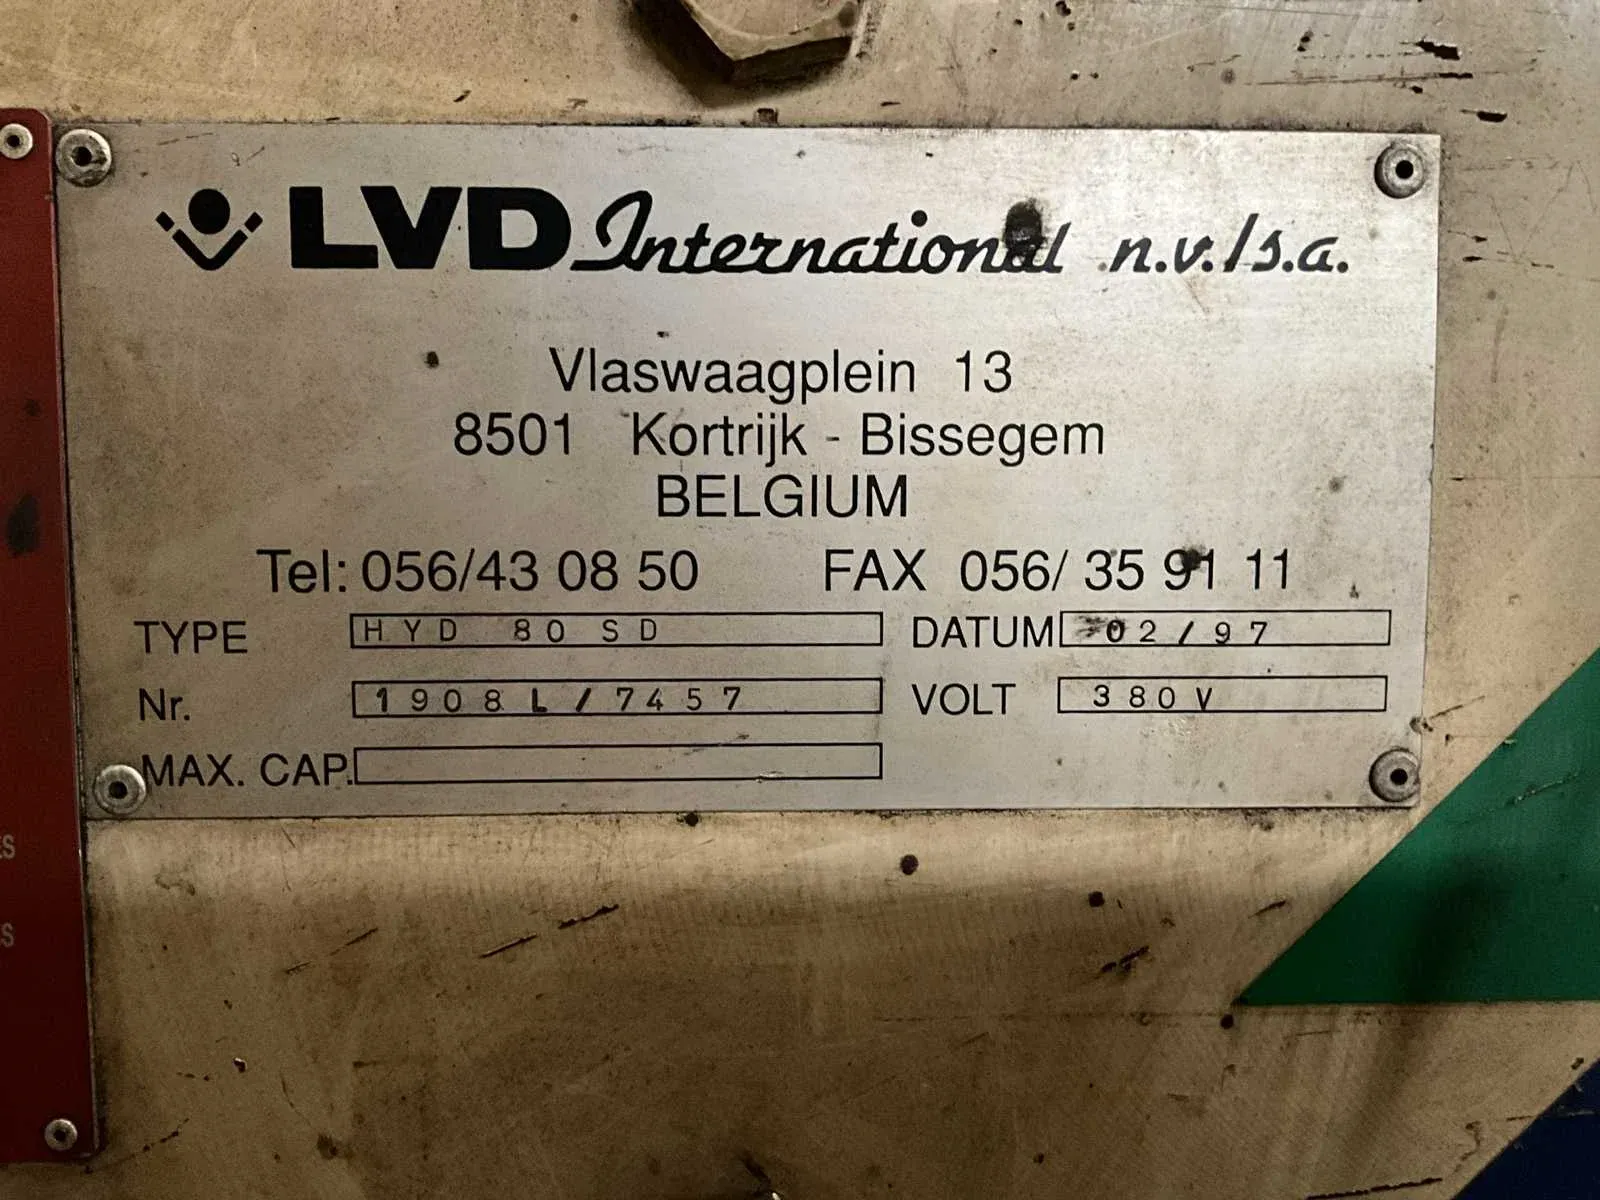 LVD International n.v./s.a.
Vlaswaagplein 13
8501 Kortrijk - Bissegem
BELGIUM
Tel: 056/43 08 50 FAX 056/ 35 91 11
TYPE HYD 80 SD DATUM 02/97
Nr. 1908L/7457 VOLT 380V
MAX. CAP.